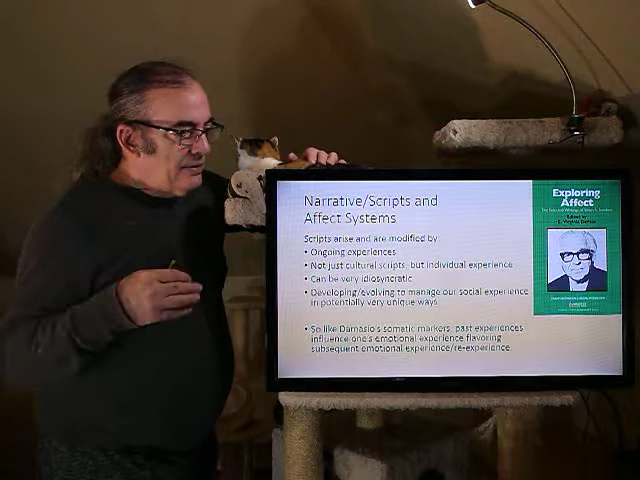 Narrative/Scripts and
Affect Systems
Scripts arise and are modified by:
• Ongoing experiences
• Not just cultural scripts, but individual experience
• Can be very idiosyncratic
• Developing/evolving to manage our social experience
in potentially very unique ways
• So like Damasio's somatic markers, past experiences
influence one's emotional experience flavoring
subsequent emotional experience/re-experience.
Exploring
Affect
The Selected Writings of Silvan S. Tomkins
Edited by
E. Virginia Demos